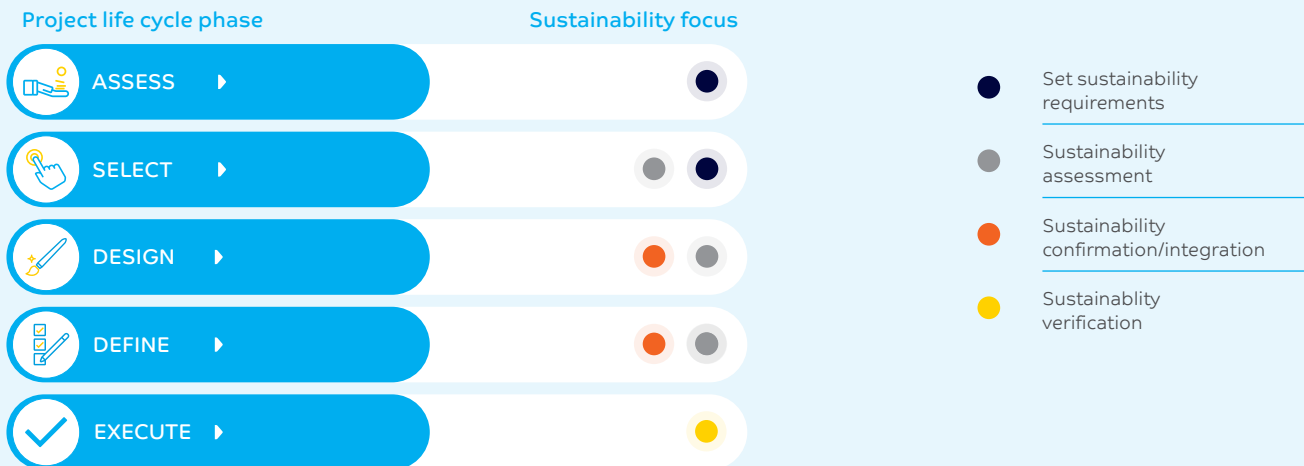 Project life cycle phase
Sustainability focus
ASSESS
SELECT
DESIGN
DEFINE
EXECUTE
Set sustainability
requirements
Sustainability
assessment
Sustainability
confirmation/integration
Sustainablity
verification